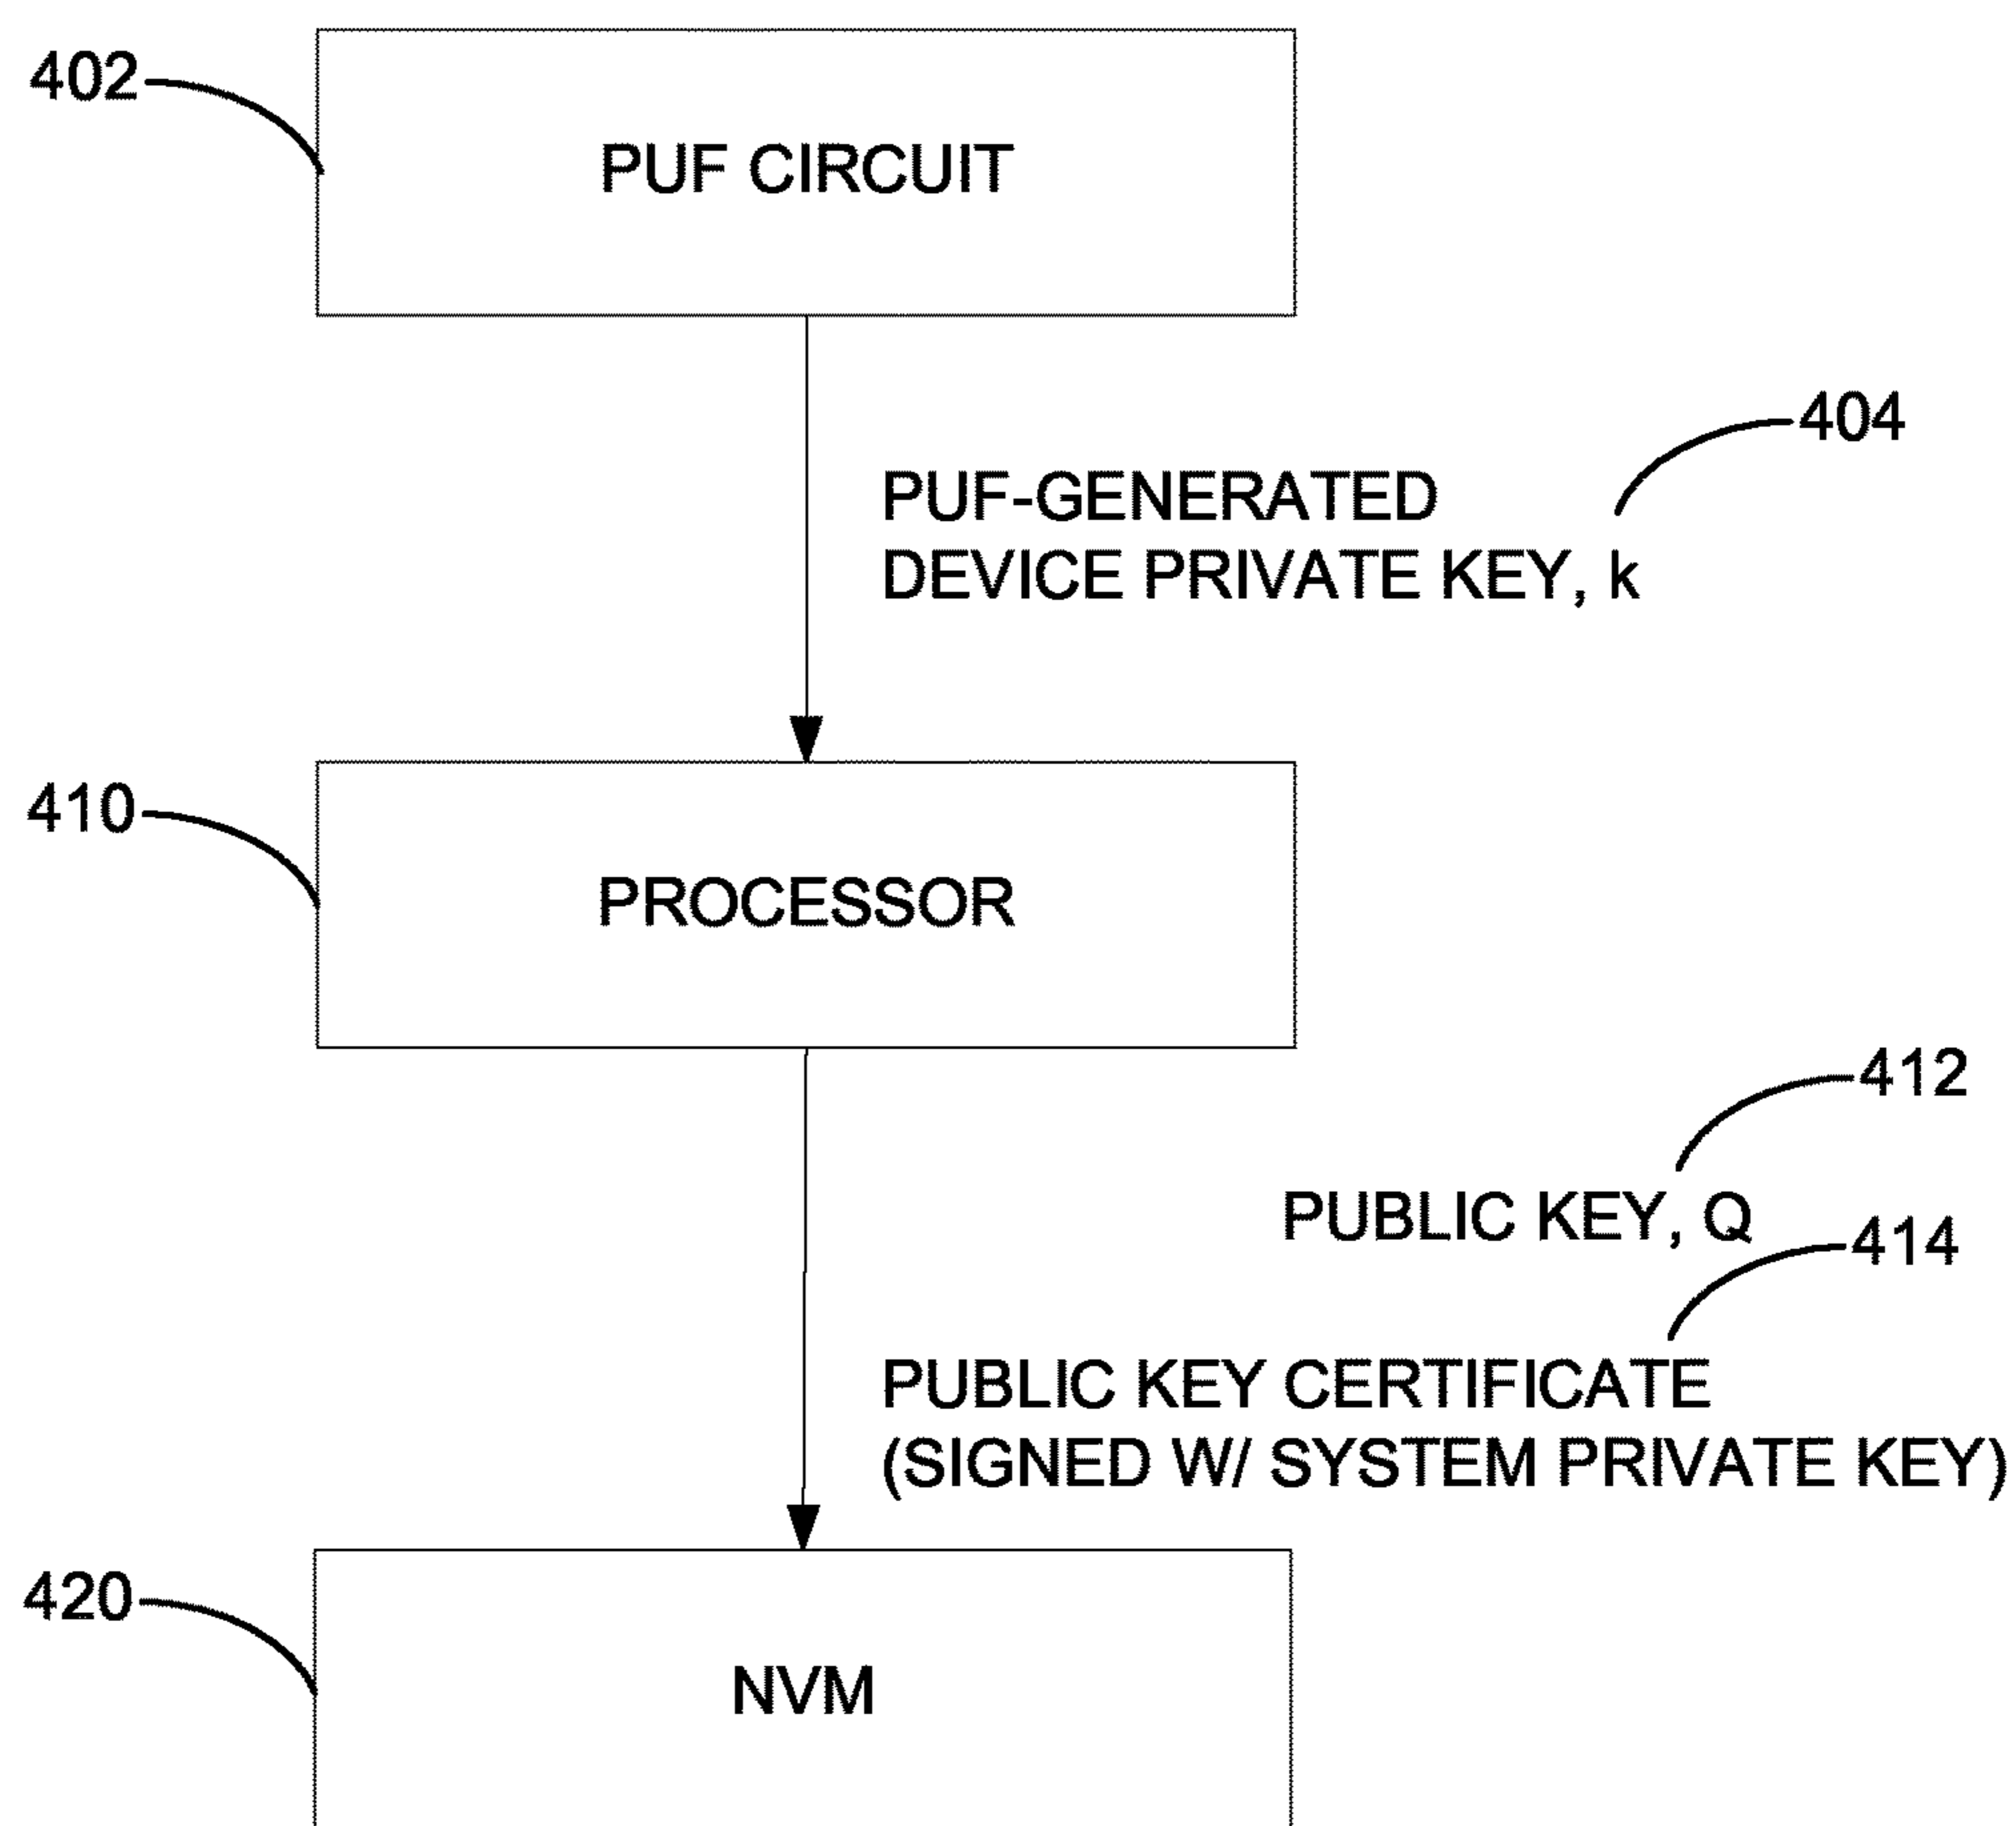 402
PUF CIRCUIT
404
PUF-GENERATED
DEVICE PRIVATE KEY, k
410
PROCESSOR
412
PUBLIC KEY, Q
414
PUBLIC KEY CERTIFICATE
(SIGNED W/ SYSTEM PRIVATE KEY)
420
NVM